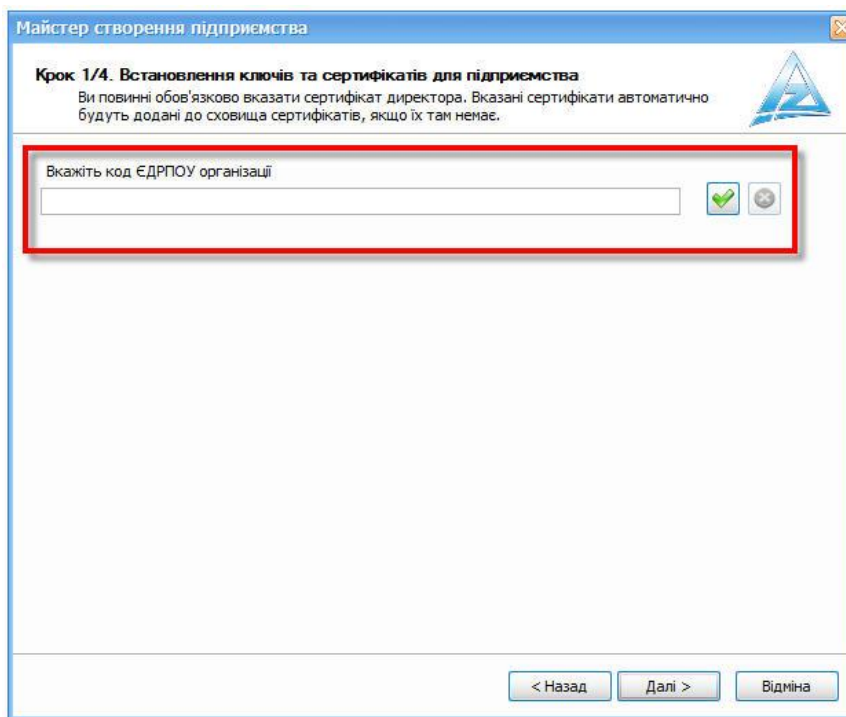 Майстер створення підприємства
Крок 1/4. Встановлення ключів та сертифікатів для підприємства
Ви повинні обов'язково вказати сертифікат директора. Вказані сертифікати автоматично
будуть додані до сховища сертифікатів, якщо їх там немає.
Вкажіть код ЄДРПОУ організації
< Назад
Далі >
Відміна